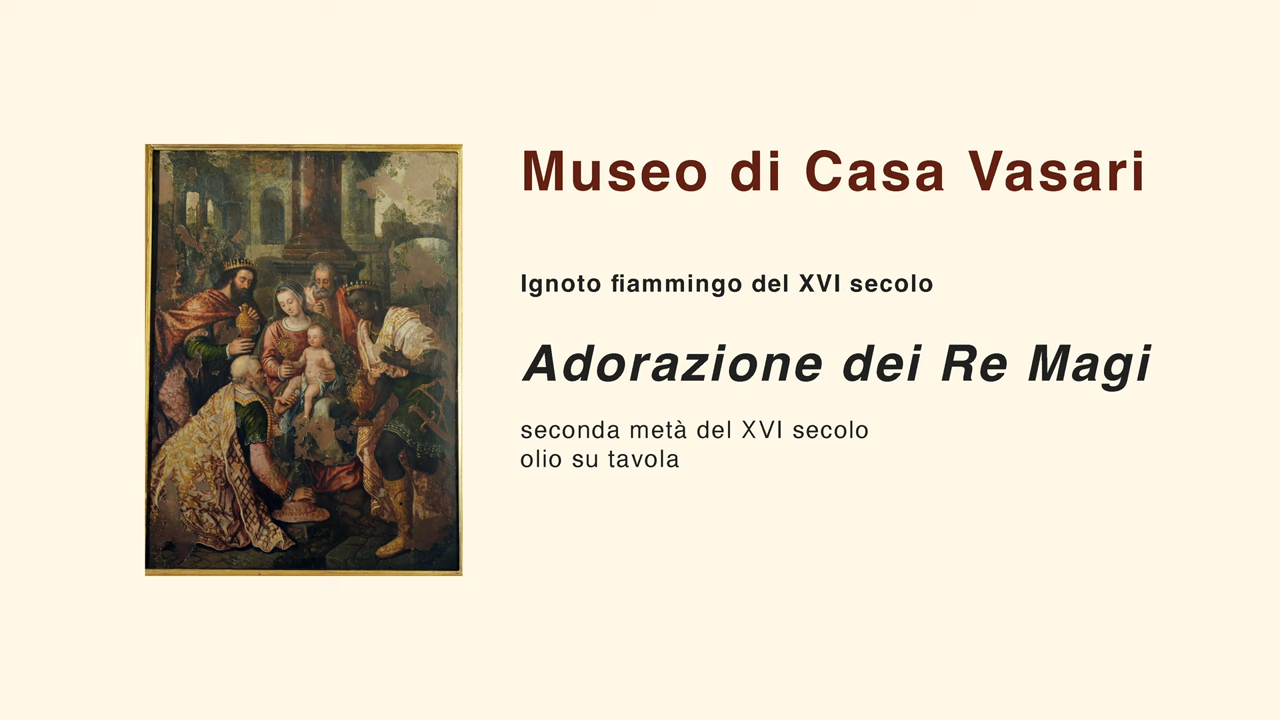 Museo di Casa Vasari
Ignoto fiammingo del XVI secolo
Adorazione dei Re Magi
seconda metà del XVI secolo
olio su tavola